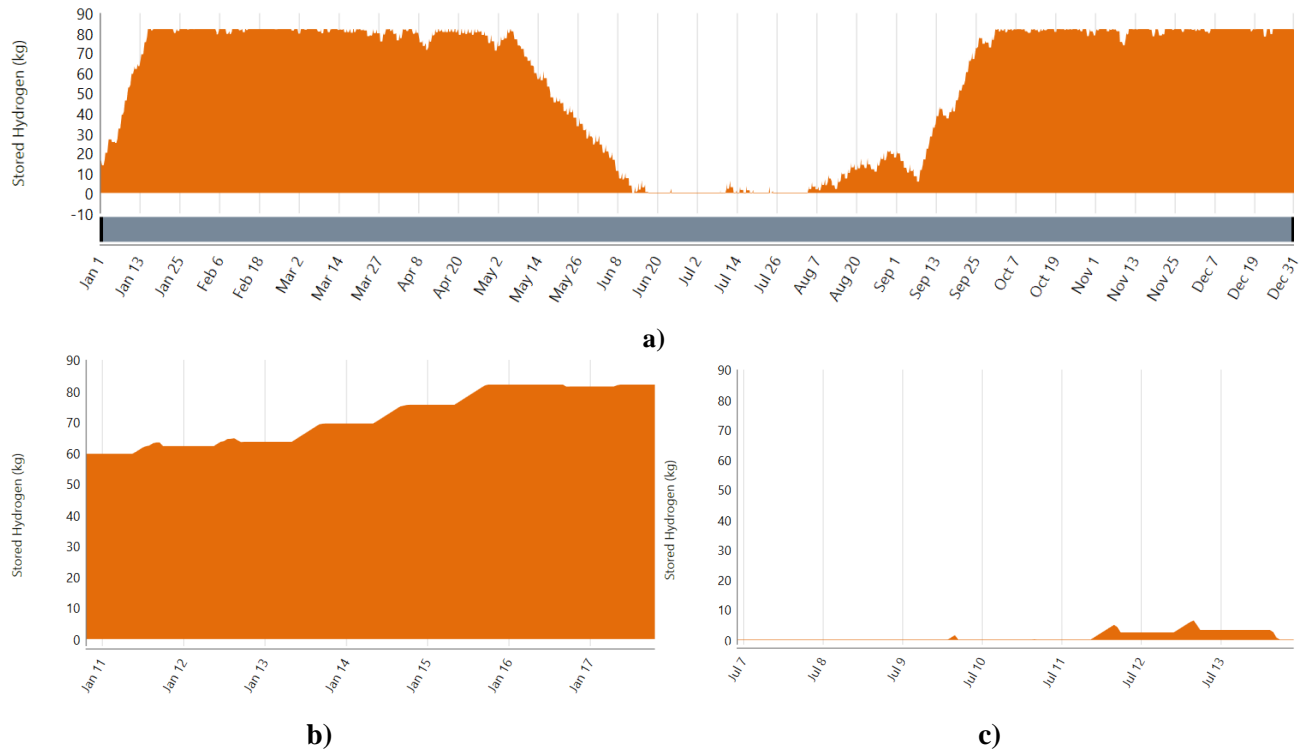 90
80
70
60
50
40
30
20
10
0
-10
Stored Hydrogen (kg)
Jan 1
Jan 13
Jan 25
Feb 6
Feb 18
Mar 2
Mar 14
Mar 27
Apr 8
Apr 20
May 2
May 14
May 26
Jun 8
Jun 20
Jul 2
Jul 14
Jul 26
Aug 7
Aug 20
Sep 1
Sep 13
Sep 25
Oct 7
Oct 19
Nov 1
Nov 13
Nov 25
Dec 7
Dec 19
Dec 31
a)
90
80
70
60
50
40
30
20
10
0
Stored Hydrogen (kg)
Jan 11
Jan 12
Jan 13
Jan 14
Jan 15
Jan 16
Jan 17
b)
90
80
70
60
50
40
30
20
10
0
Stored Hydrogen (kg)
Jul 7
Jul 8
Jul 9
Jul 10
Jul 11
Jul 12
Jul 13
c)